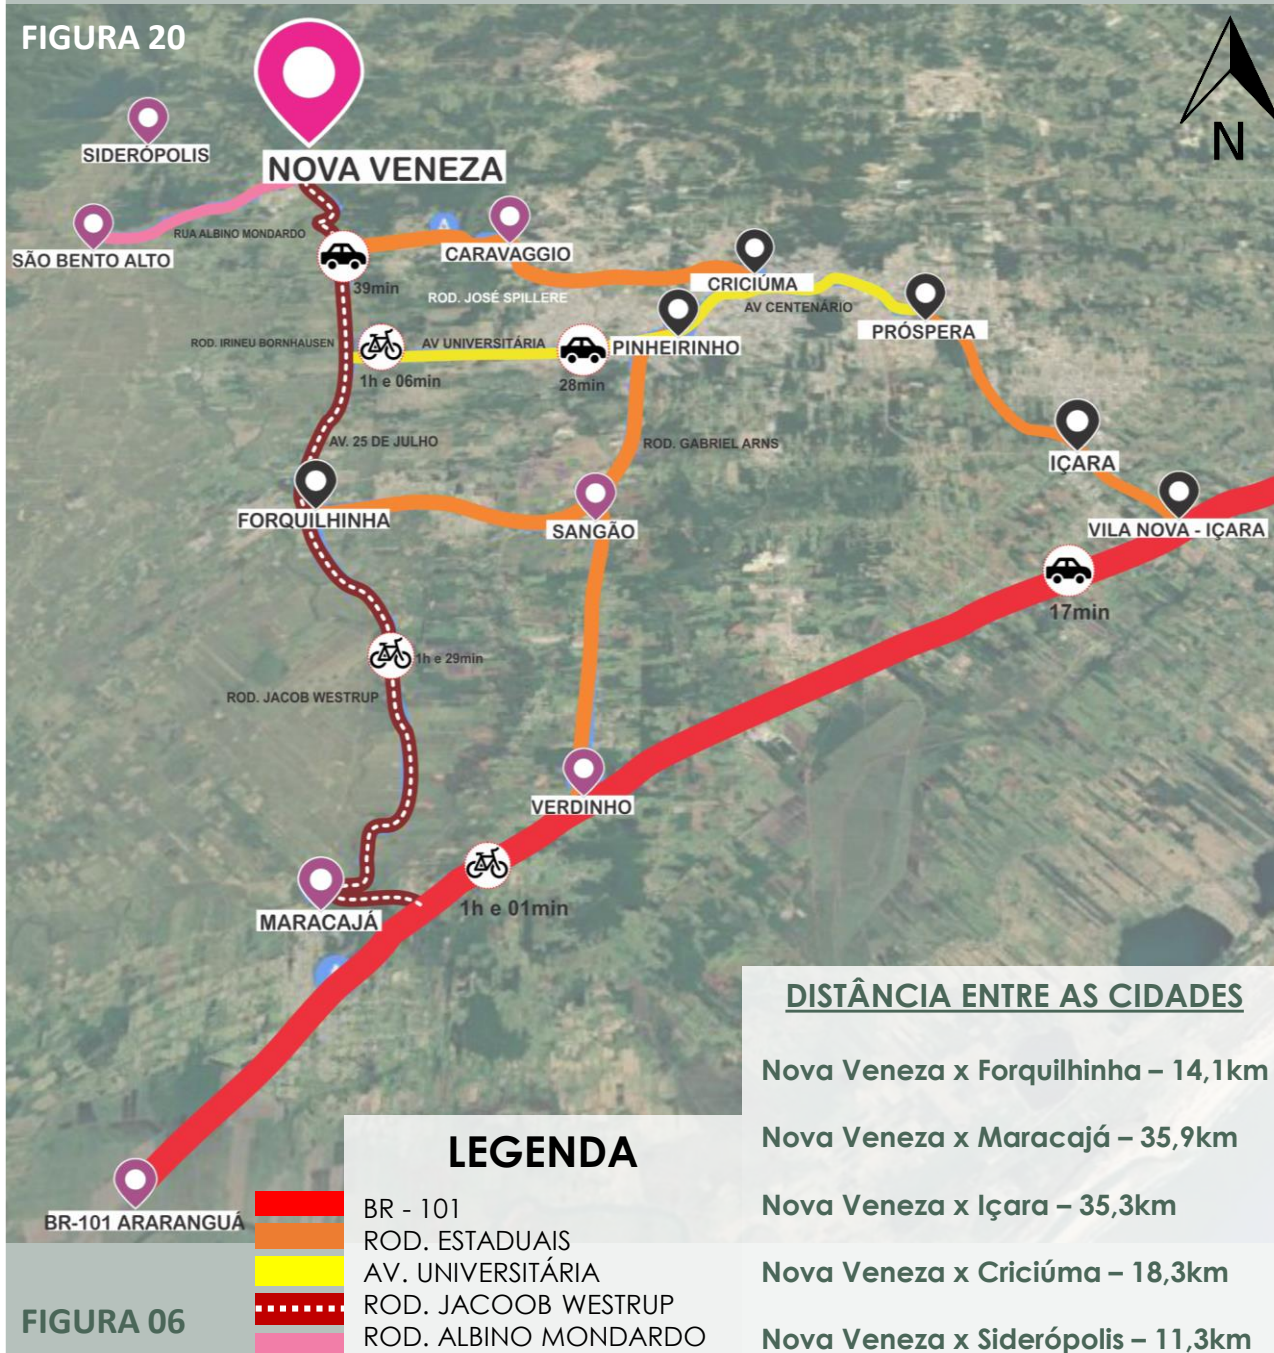 FIGURA 20
N
SIDERÓPOLIS
NOVA VENEZA
RUA ALBINO MONDARDO
SÃO BENTO ALTO
CARAVAGGIO
39min
ROD. JOSÉ SPILLERE
CRICIÚMA
AV CENTENÁRIO
PRÓSPERA
ROD. IRINEU BORNHAUSEN
AV UNIVERSITÁRIA
PINHEIRINHO
1h e 06min
28min
AV. 25 DE JULHO
ROD. GABRIEL ARNS
IÇARA
FORQUILHINHA
SANGÃO
VILA NOVA - IÇARA
17min
1h e 29min
ROD. JACOB WESTRUP
VERDINHO
MARACAJÁ
1h e 01min
BR-101 ARARANGUÁ
DISTÂNCIA ENTRE AS CIDADES
Nova Veneza x Forquilhinha – 14,1km
Nova Veneza x Maracajá – 35,9km
Nova Veneza x Içara – 35,3km
Nova Veneza x Criciúma – 18,3km
Nova Veneza x Siderópolis – 11,3km
LEGENDA
BR - 101
ROD. ESTADUAIS
AV. UNIVERSITÁRIA
ROD. JACOOB WESTRUP
ROD. ALBINO MONDARDO
FIGURA 06